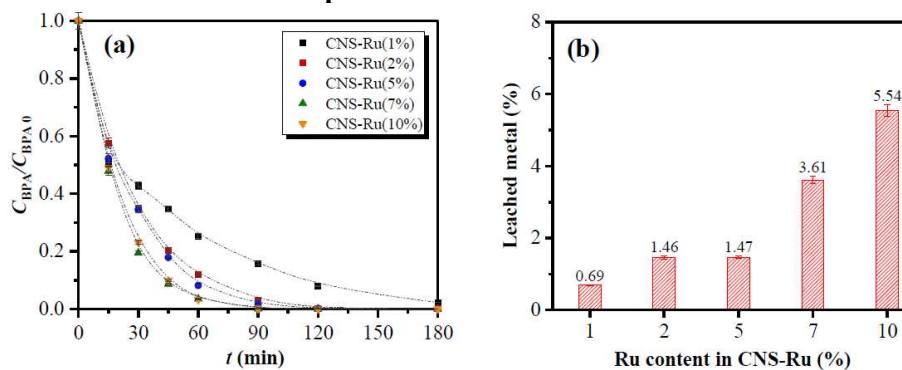 (a)
CNS-Ru(1%)
CNS-Ru(2%)
CNS-Ru(5%)
CNS-Ru(7%)
CNS-Ru(10%)
C_BPA/C_BPA 0
1.0
0.8
0.6
0.4
0.2
0.0
0 30 60 90 120 150 180
t (min)
(b)
Leached metal (%)
8
6
4
2
0
0.69
1.46
1.47
3.61
5.54
1 2 5 7 10
Ru content in CNS-Ru (%)